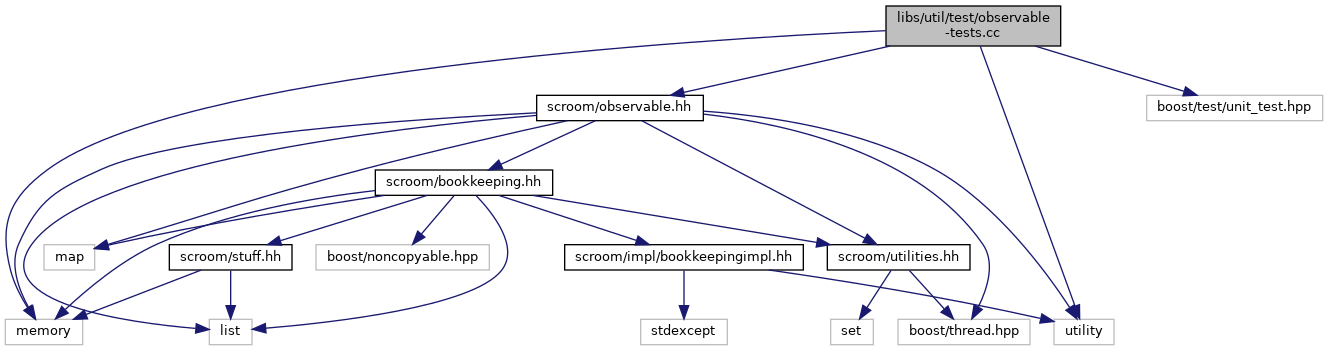 libs/util/test/observable
-tests.cc
scroom/observable.hh
boost/test/unit_test.hpp
scroom/bookkeeping.hh
map
scroom/stuff.hh
boost/noncopyable.hpp
scroom/impl/bookkeepingimpl.hh
scroom/utilities.hh
memory
list
stdexcept
set
boost/thread.hpp
utility